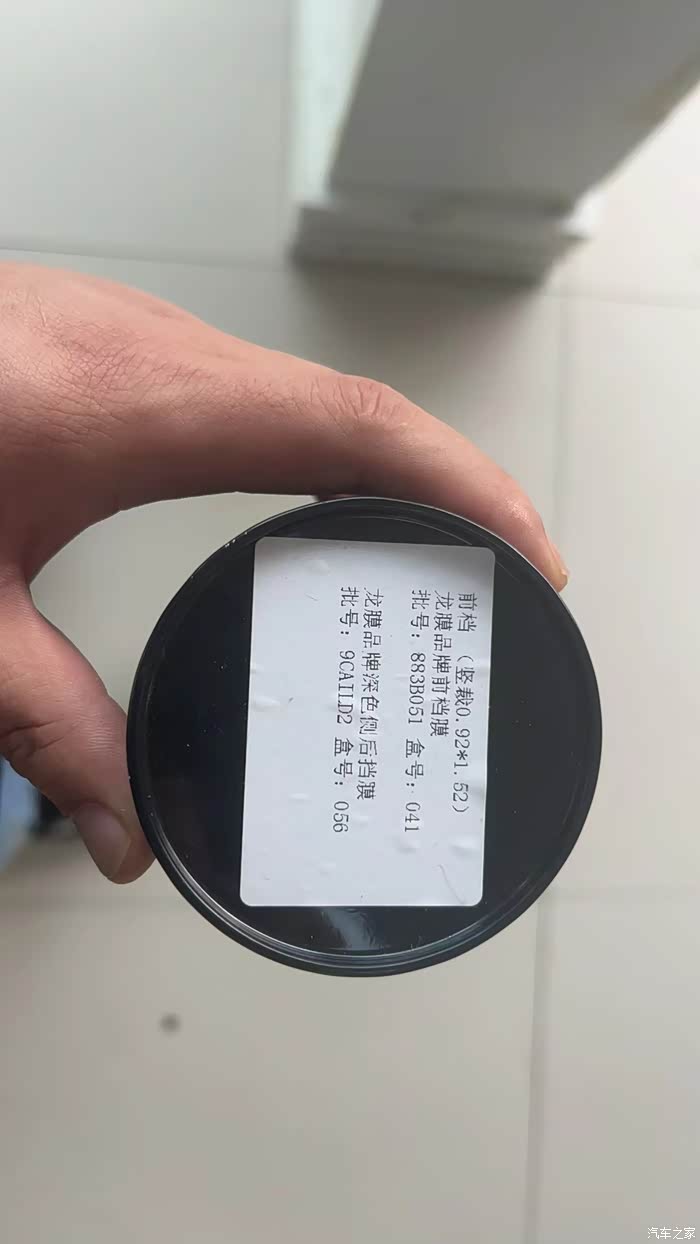 前档 （竖裁0.92*1.52）
龙膜品牌前档膜
批号：883B051 盒号：041
龙膜品牌深色侧后挡膜
批号：9CAILD2 盒号：056
汽车之家